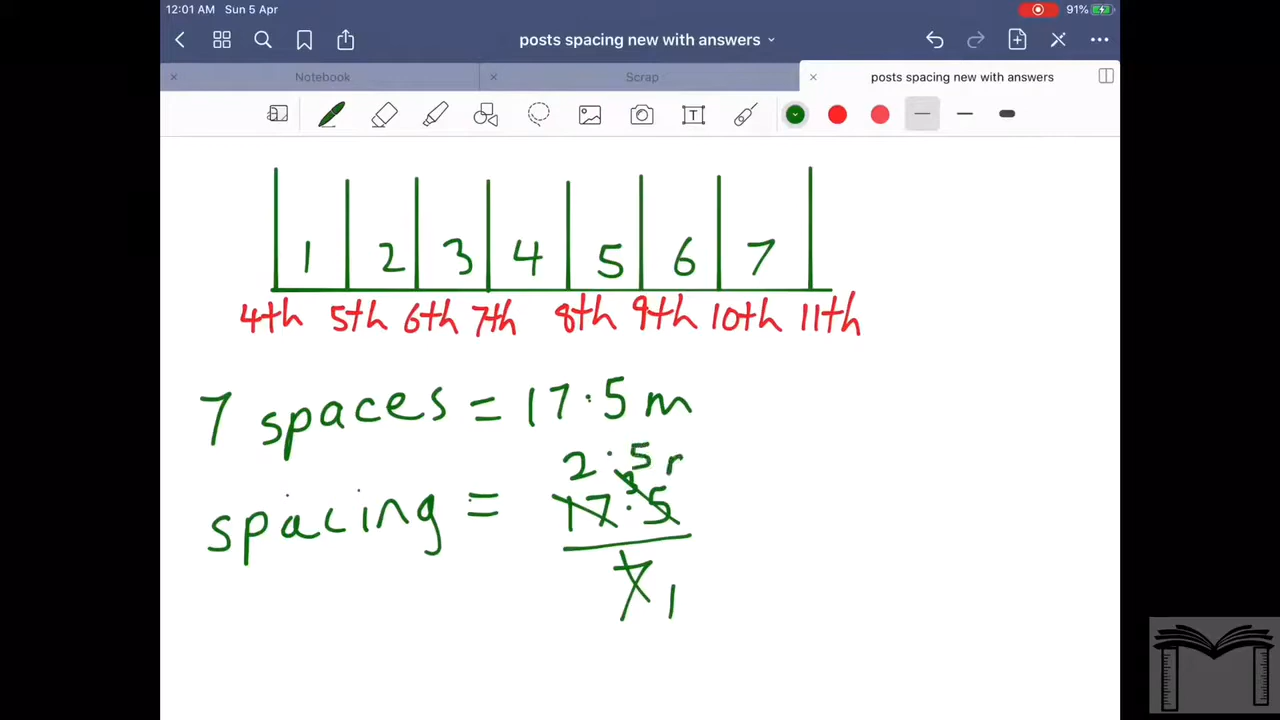 12:01 AM Sun 5 Apr 91%
posts spacing new with answers
Notebook Scrap posts spacing new with answers
T
1 2 3 4 5 6 7
4th 5th 6th 7th 8th 9th 10th 11th
7 spaces = 17.5 m
2.5 r
3
spacing = 17.5
7 1